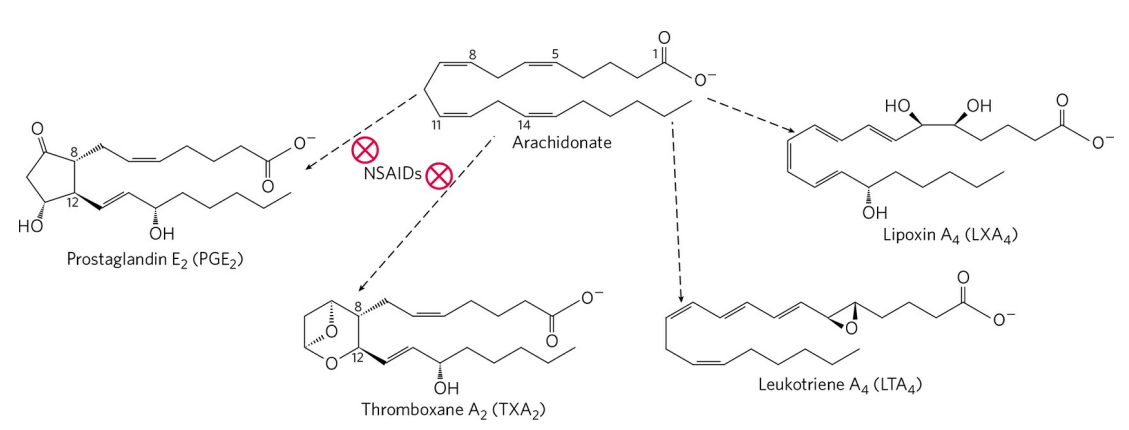 O
1
8
5
O⁻
11
14
Arachidonate
NSAIDs
O
8
O⁻
O
12
HO
OH
Prostaglandin E₂ (PGE₂)
HO
OH
O
O⁻
OH
Lipoxin A₄ (LXA₄)
8
O⁻
O
O
O
12
OH
Thromboxane A₂ (TXA₂)
O
O⁻
O
Leukotriene A₄ (LTA₄)